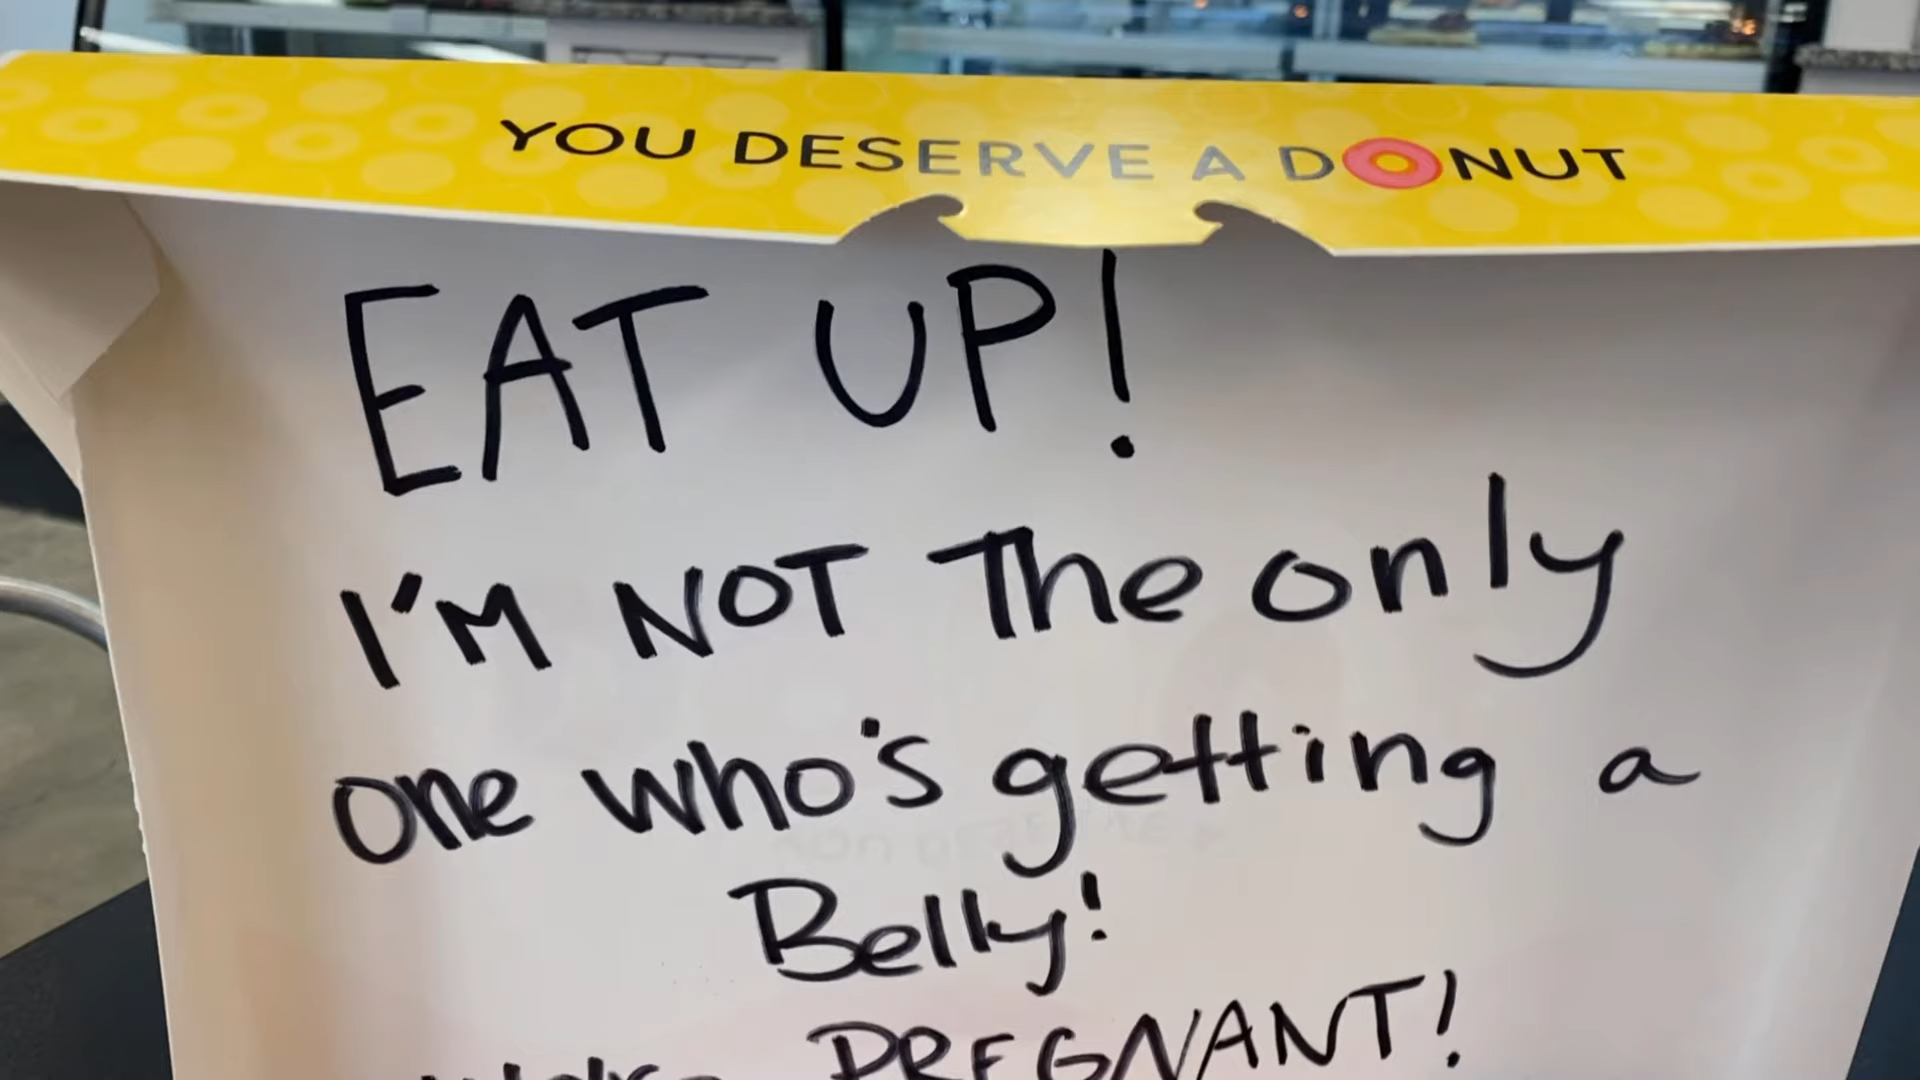 YOU DESERVE A DONUT
EAT UP!
I'M NOT The only
one who's getting a
Belly!
PREGNANT!